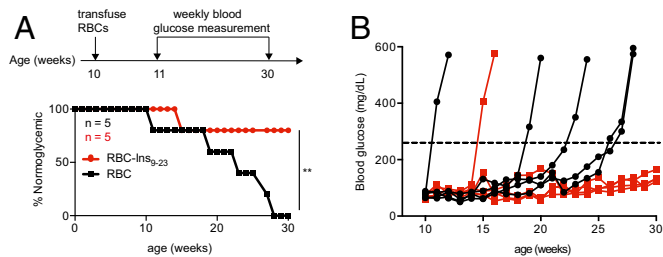 A
transfuse RBCs
weekly blood glucose measurement
Age (weeks)
10
11
30
% Normoglycemic
100
50
0
n = 5
n = 5
RBC-Ins9-23
RBC
**
0
10
20
30
age (weeks)
B
Blood glucose (mg/dL)
600
400
200
0
10
15
20
25
30
age (weeks)